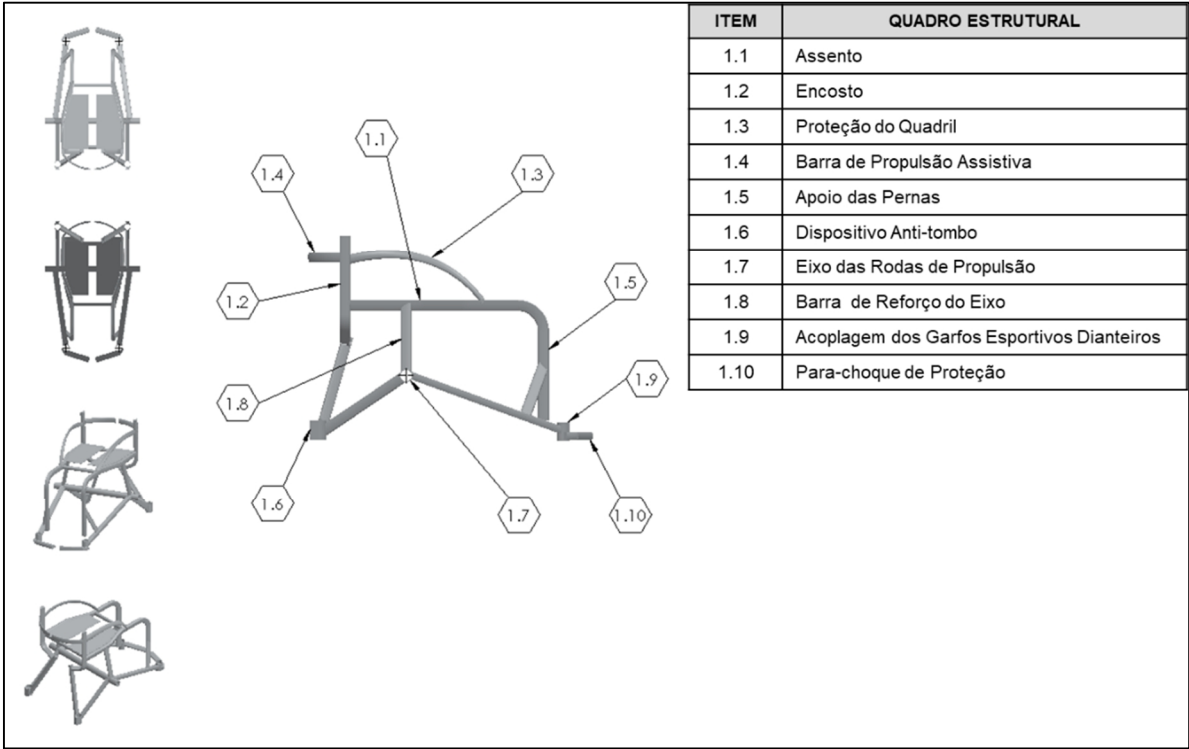 1.1
1.4
1.3
1.2
1.5
1.9
1.8
1.6
1.7
1.10
ITEM QUADRO ESTRUTURAL
1.1 Assento
1.2 Encosto
1.3 Proteção do Quadril
1.4 Barra de Propulsão Assistiva
1.5 Apoio das Pernas
1.6 Dispositivo Anti-tombo
1.7 Eixo das Rodas de Propulsão
1.8 Barra de Reforço do Eixo
1.9 Acoplagem dos Garfos Esportivos Dianteiros
1.10 Para-choque de Proteção